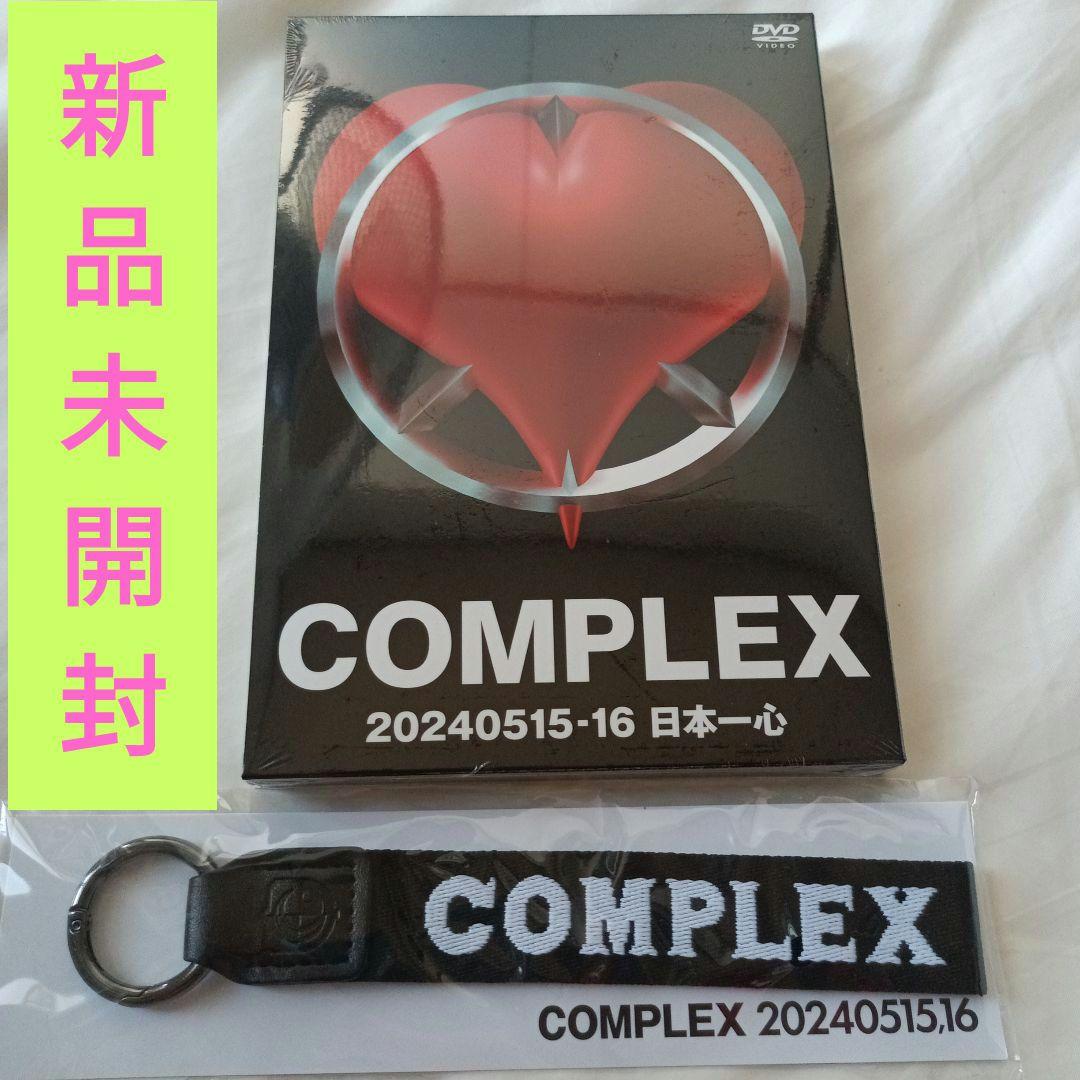 新品未開封
DVD
VIDEO
COMPLEX
20240515-16 日本一心
COMPLEX
COMPLEX 20240515,16